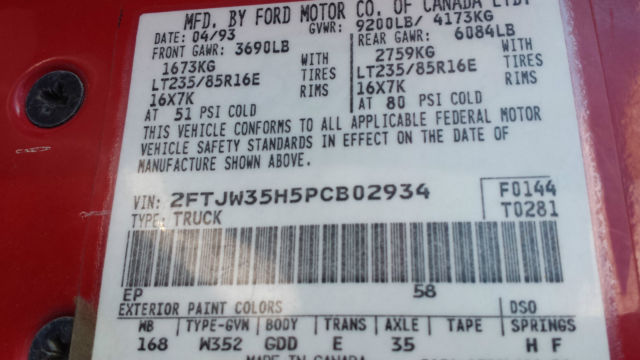 MFD. BY FORD MOTOR CO. OF CANADA LTD.
DATE: 04/93 GVWR: 9200LB/ 4173KG
FRONT GAWR: 3690LB REAR GAWR: 6084LB
1673KG WITH 2759KG WITH
LT235/85R16E TIRES LT235/85R16E TIRES
16X7K RIMS 16X7K RIMS
AT 51 PSI COLD AT 80 PSI COLD
THIS VEHICLE CONFORMS TO ALL APPLICABLE FEDERAL MOTOR
VEHICLE SAFETY STANDARDS IN EFFECT ON THE DATE OF
MANUFACTURE SHOWN ABOVE.
VIN: 2FTJW35H5PCB02934 F0144
TYPE: TRUCK T0281
EP 58
EXTERIOR PAINT COLORS DSO
WB TYPE-GVW BODY TRANS AXLE TAPE SPRINGS
168 W352 GDD E 35 H F
MADE IN CANADA